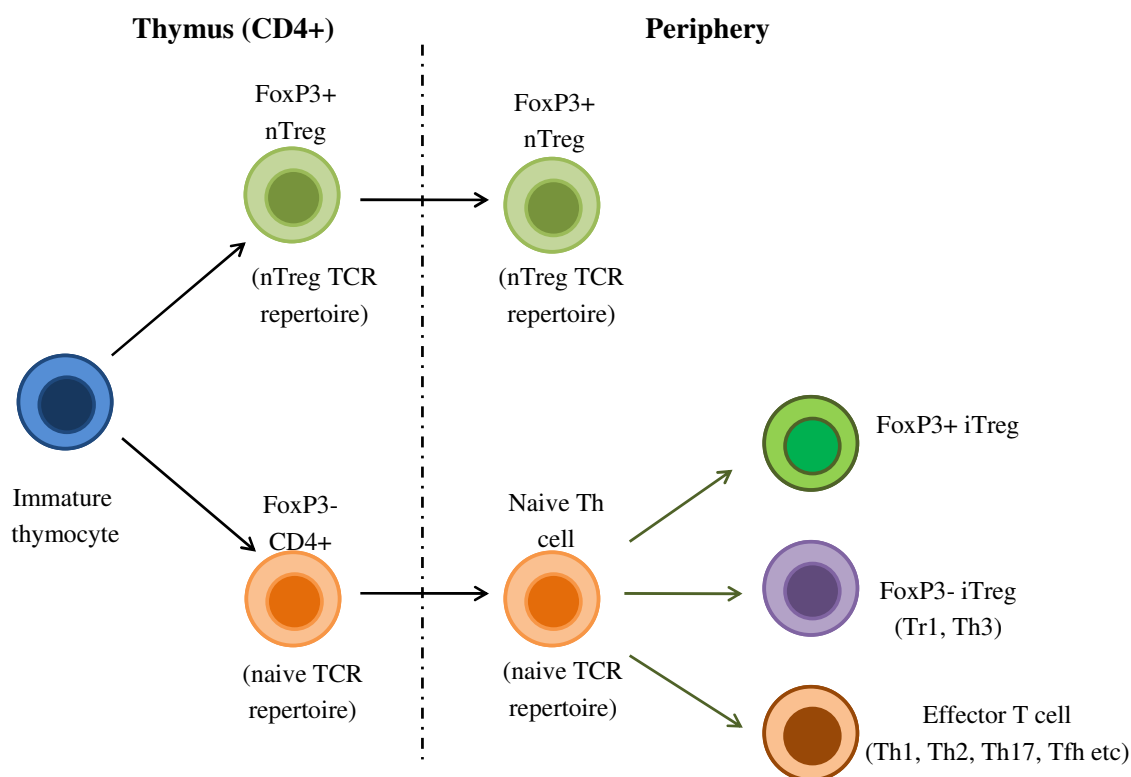 Thymus (CD4+)
Periphery
FoxP3+
nTreg
(nTreg TCR
repertoire)
FoxP3+
nTreg
(nTreg TCR
repertoire)
Immature
thymocyte
FoxP3-
CD4+
(naive TCR
repertoire)
Naive Th
cell
(naive TCR
repertoire)
FoxP3+ iTreg
FoxP3- iTreg
(Tr1, Th3)
Effector T cell
(Th1, Th2, Th17, Tfh etc)